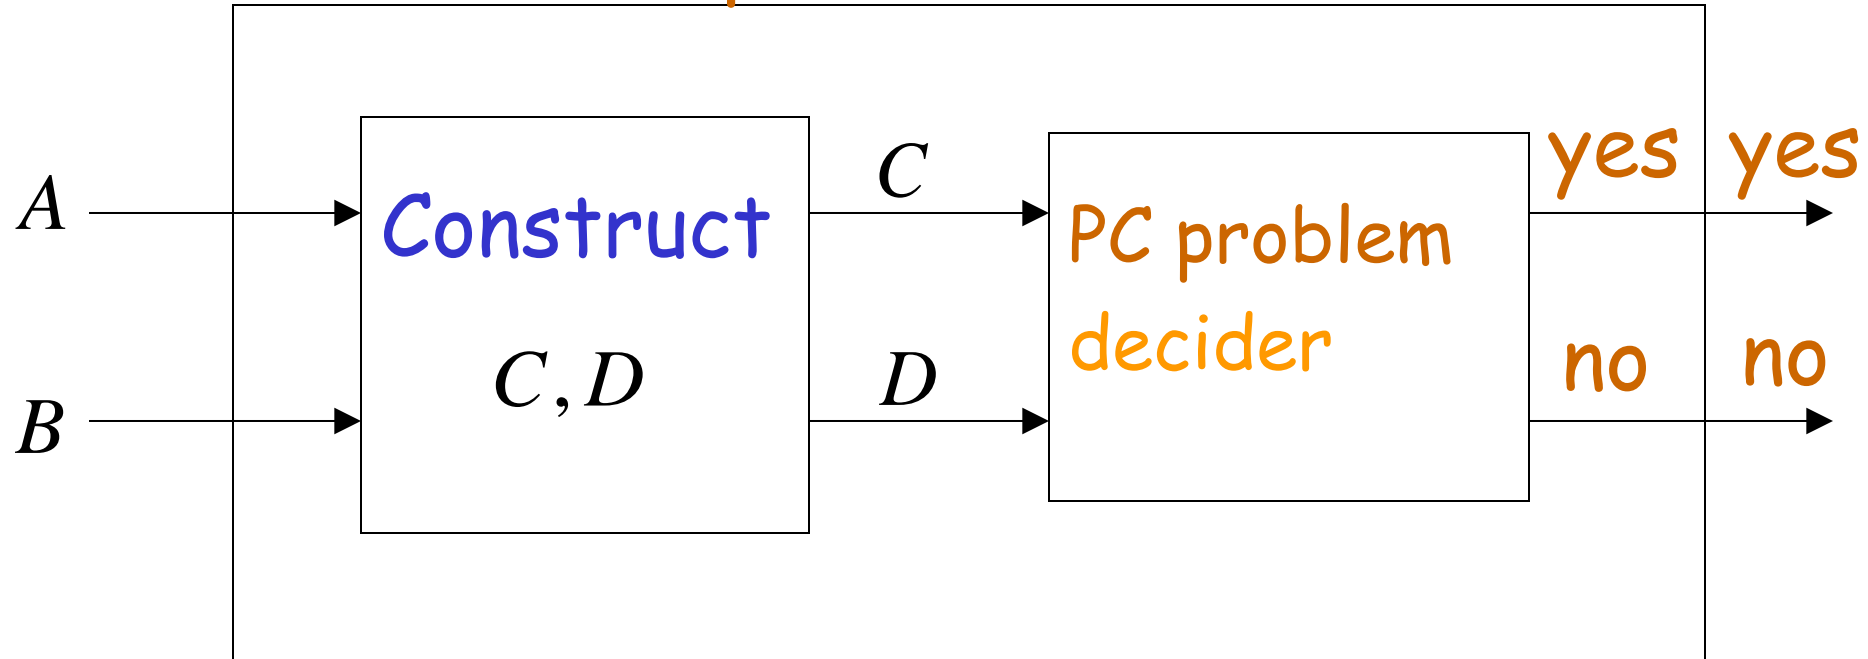 A
B
Construct
C, D
C
D
PC problem
decider
yes
no
yes
no